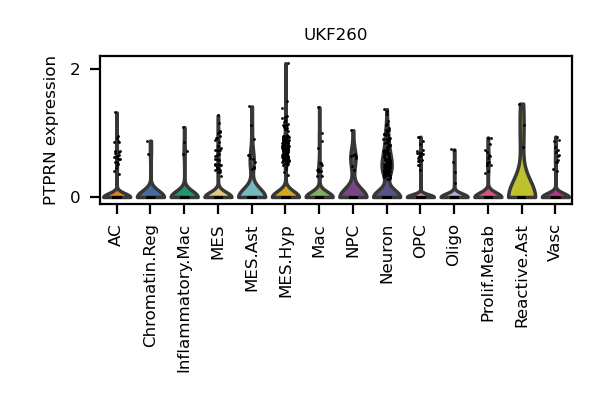 UKF260
PTPRN expression
2
0
AC
Chromatin.Reg
Inflammatory.Mac
MES
MES.Ast
MES.Hyp
Mac
NPC
Neuron
OPC
Oligo
Prolif.Metab
Reactive.Ast
Vasc